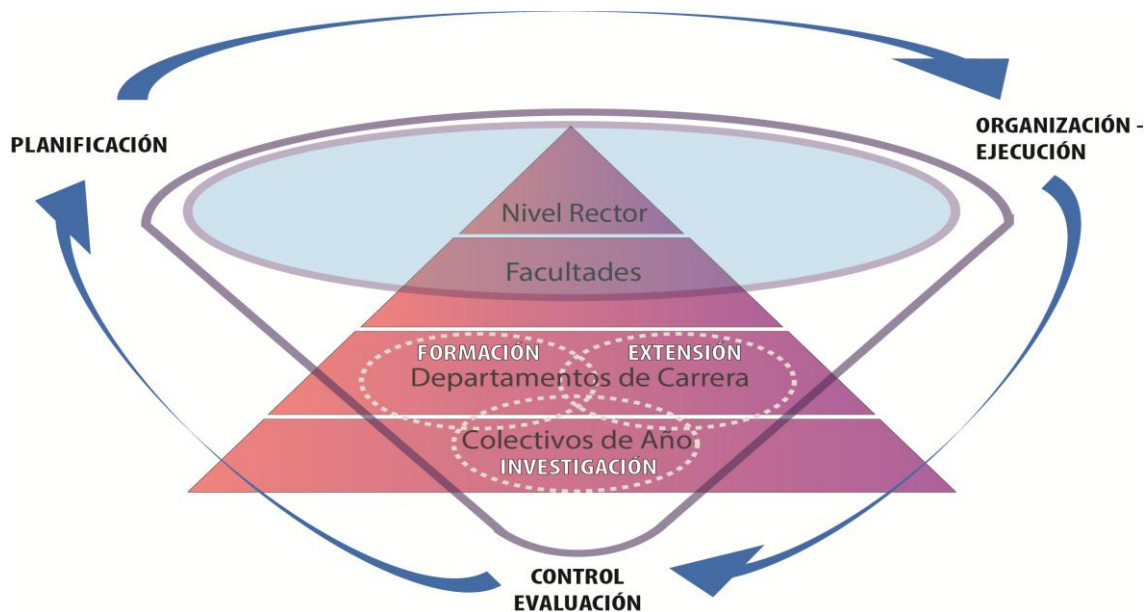 PLANIFICACIÓN
ORGANIZACIÓN -
EJECUCIÓN
Nivel Rector
Facultades
FORMACIÓN
EXTENSIÓN
Departamentos de Carrera
Colectivos de Año
INVESTIGACIÓN
CONTROL
EVALUACIÓN